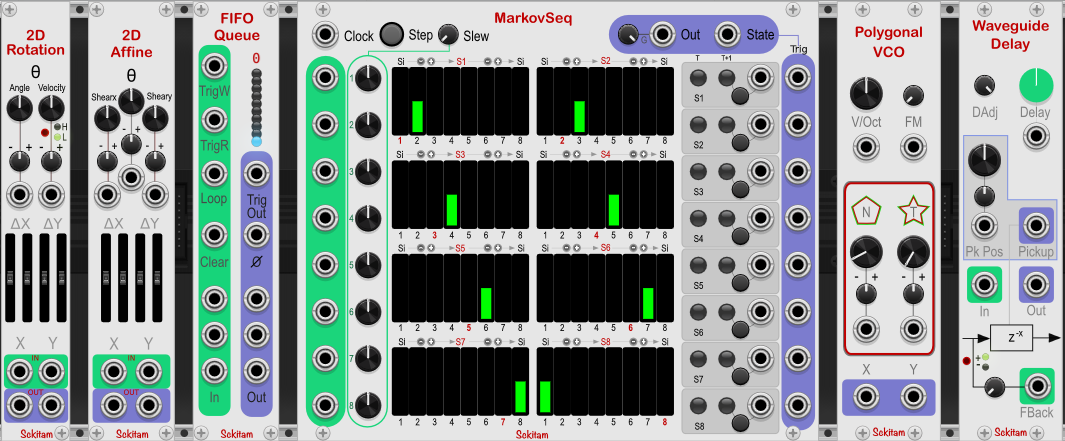 2D
Rotation
θ
Angle
Velocity
H
L
-
+
-
+
ΔX
ΔY
X
Y
IN
OUT
Sokitam
2D
Affine
θ
Shearx
Sheary
-
+
-
+
-
+
ΔX
ΔY
X
Y
IN
OUT
Sokitam
FIFO
Queue
0
TrigW
TrigR
Loop
Clear
In
Trig
Out
Ø
Out
Sokitam
MarkovSeq
Clock
Step
Slew
G
Out
State
Trig
1
2
3
4
5
6
7
8
Si
S1
Si
1 2 3 4 5 6 7 8
Si
S2
Si
1 2 3 4 5 6 7 8
Si
S3
Si
1 2 3 4 5 6 7 8
Si
S4
Si
1 2 3 4 5 6 7 8
Si
S5
Si
1 2 3 4 5 6 7 8
Si
S6
Si
1 2 3 4 5 6 7 8
Si
S7
Si
1 2 3 4 5 6 7 8
Si
S8
Si
1 2 3 4 5 6 7 8
T
T+1
S1
S2
S3
S4
S5
S6
S7
S8
Sokitam
Polygonal
VCO
V/Oct
FM
N
T
-
+
-
+
X
Y
Sokitam
Waveguide
Delay
DAdj
Delay
Pk Pos
Pickup
In
Out
z-x
+
-
FBack
Sokitam